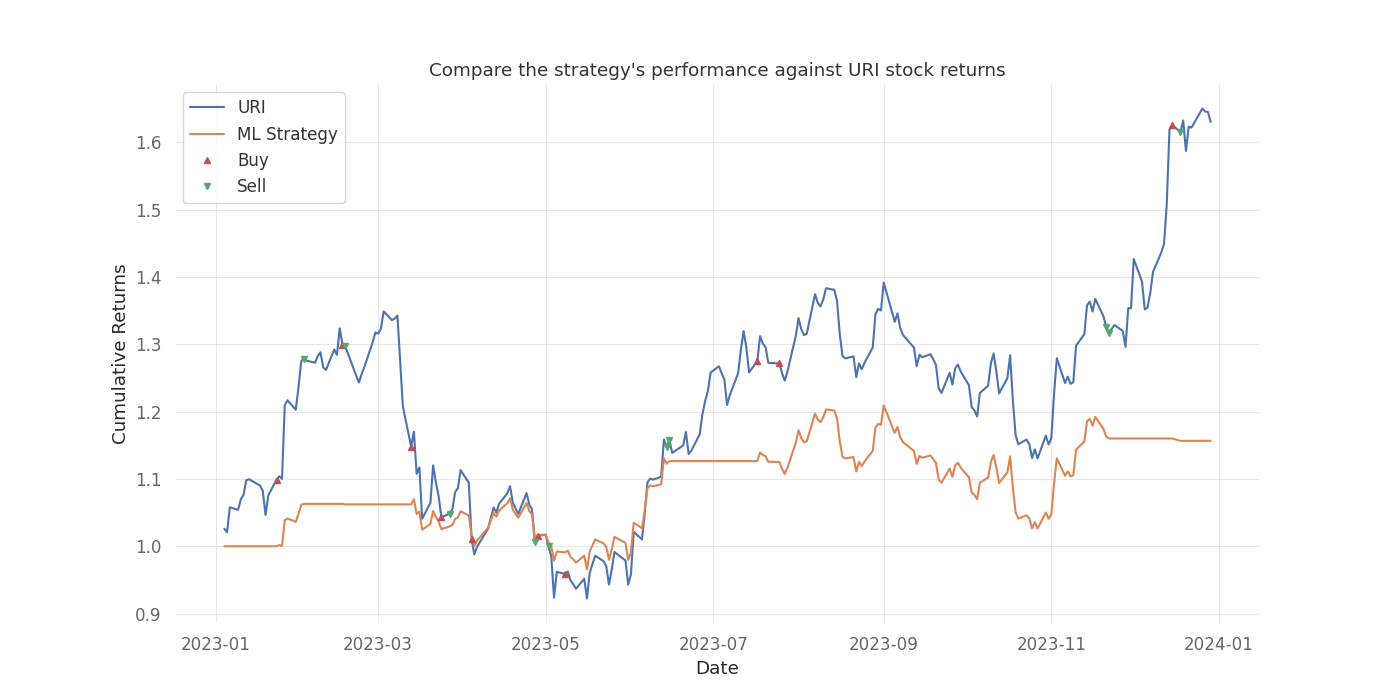 Compare the strategy's performance against URI stock returns
URI
ML Strategy
Buy
Sell
Cumulative Returns
1.6
1.5
1.4
1.3
1.2
1.1
1.0
0.9
2023-01 2023-03 2023-05 2023-07 2023-09 2023-11 2024-01
Date